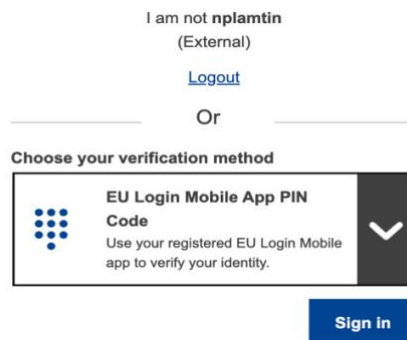 I am not nplamtin
(External)
Logout
Or
Choose your verification method
EU Login Mobile App PIN
Code
Use your registered EU Login Mobile
app to verify your identity.
Sign in